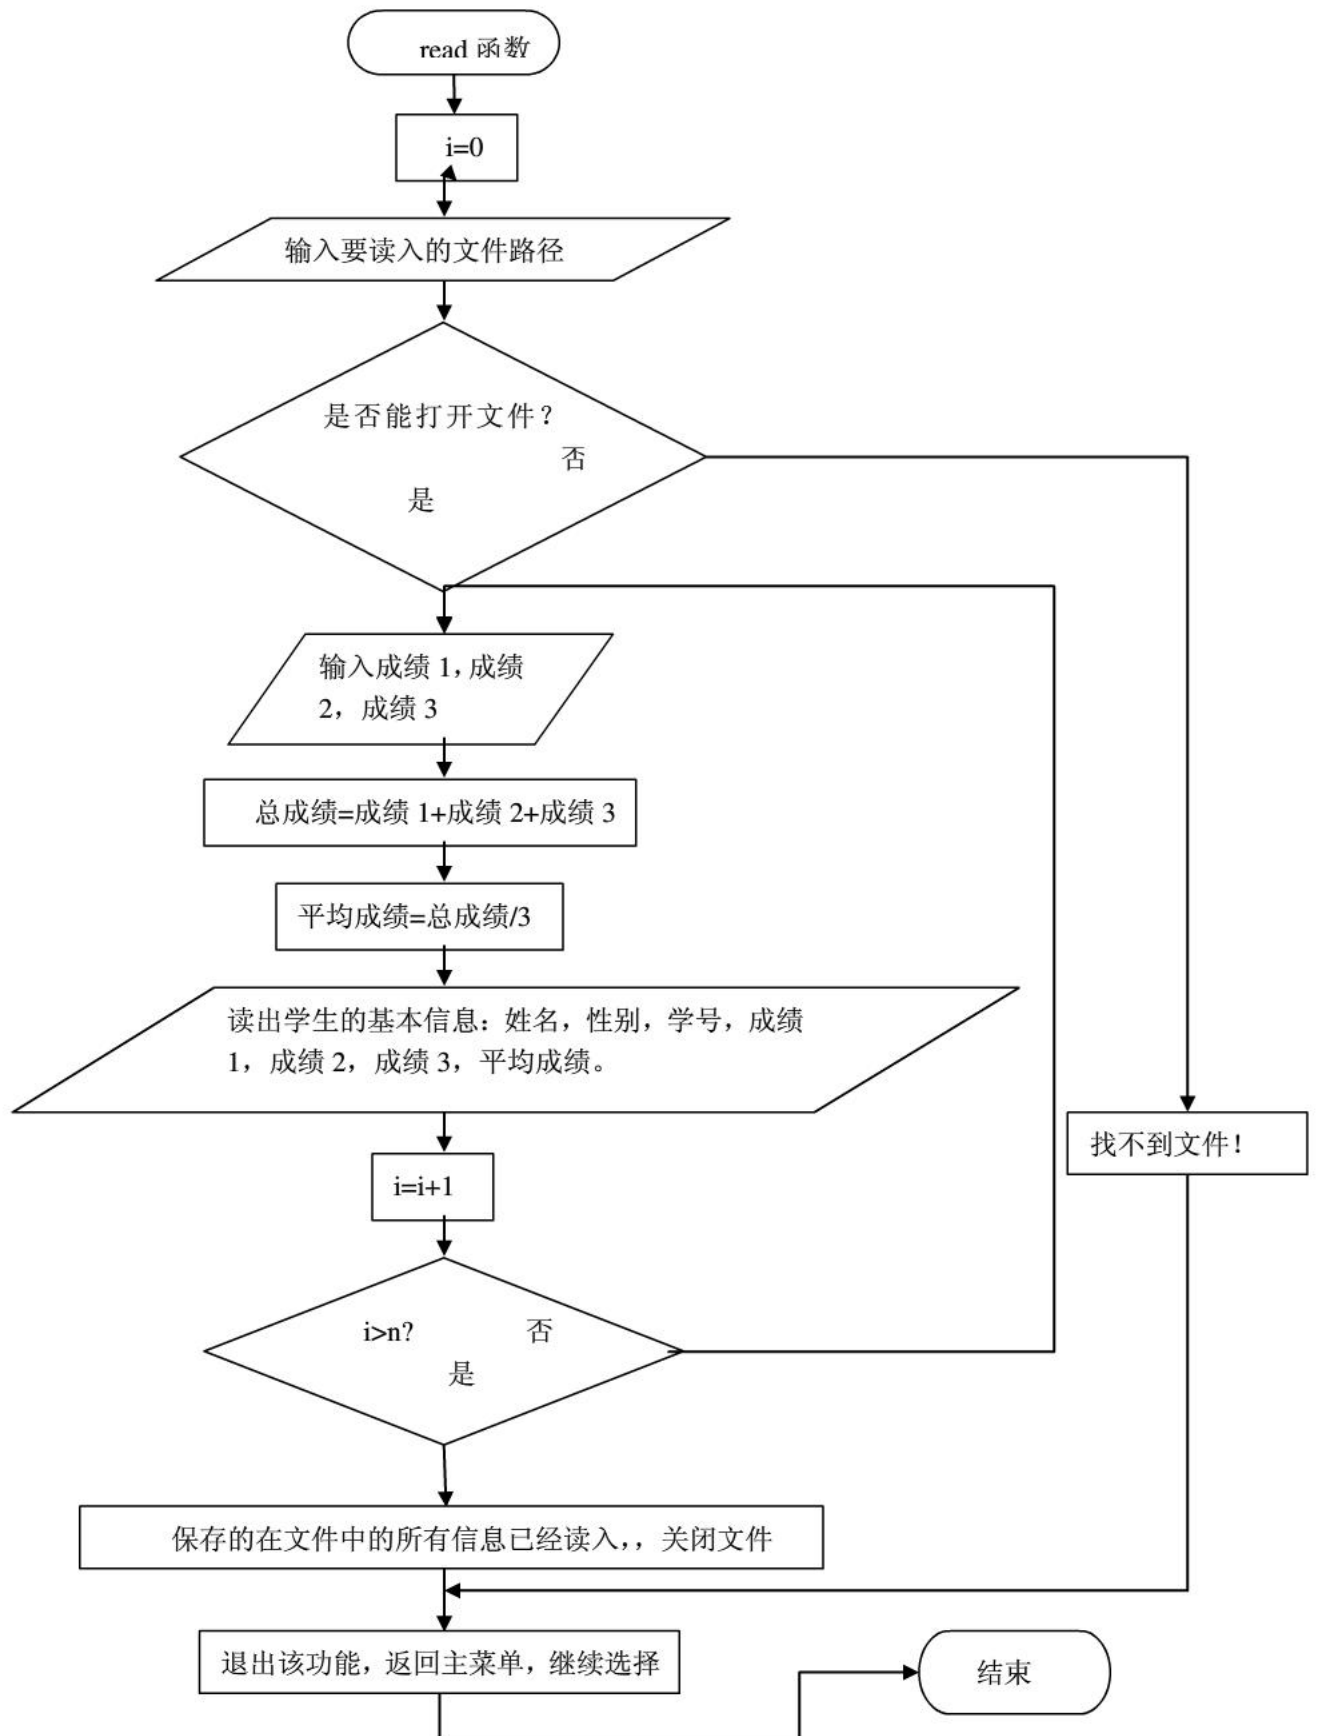 read 函数
i=0
输入要读入的文件路径
是否能打开文件？
否
是
输入成绩 1，成绩
2，成绩 3
总成绩=成绩 1+成绩 2+成绩 3
平均成绩=总成绩/3
读出学生的基本信息：姓名，性别，学号，成绩
1，成绩 2，成绩 3，平均成绩。
找不到文件！
i=i+1
i>n? 否
是
保存的在文件中的所有信息已经读入，，关闭文件
退出该功能，返回主菜单，继续选择
结束